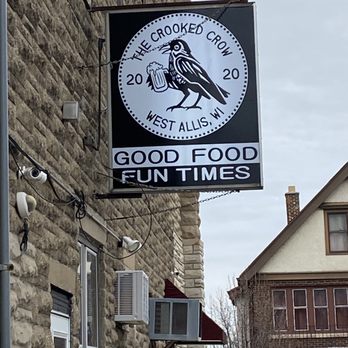 THE CROOKED CROW
20 20
WEST ALLIS, WI
GOOD FOOD
FUN TIMES